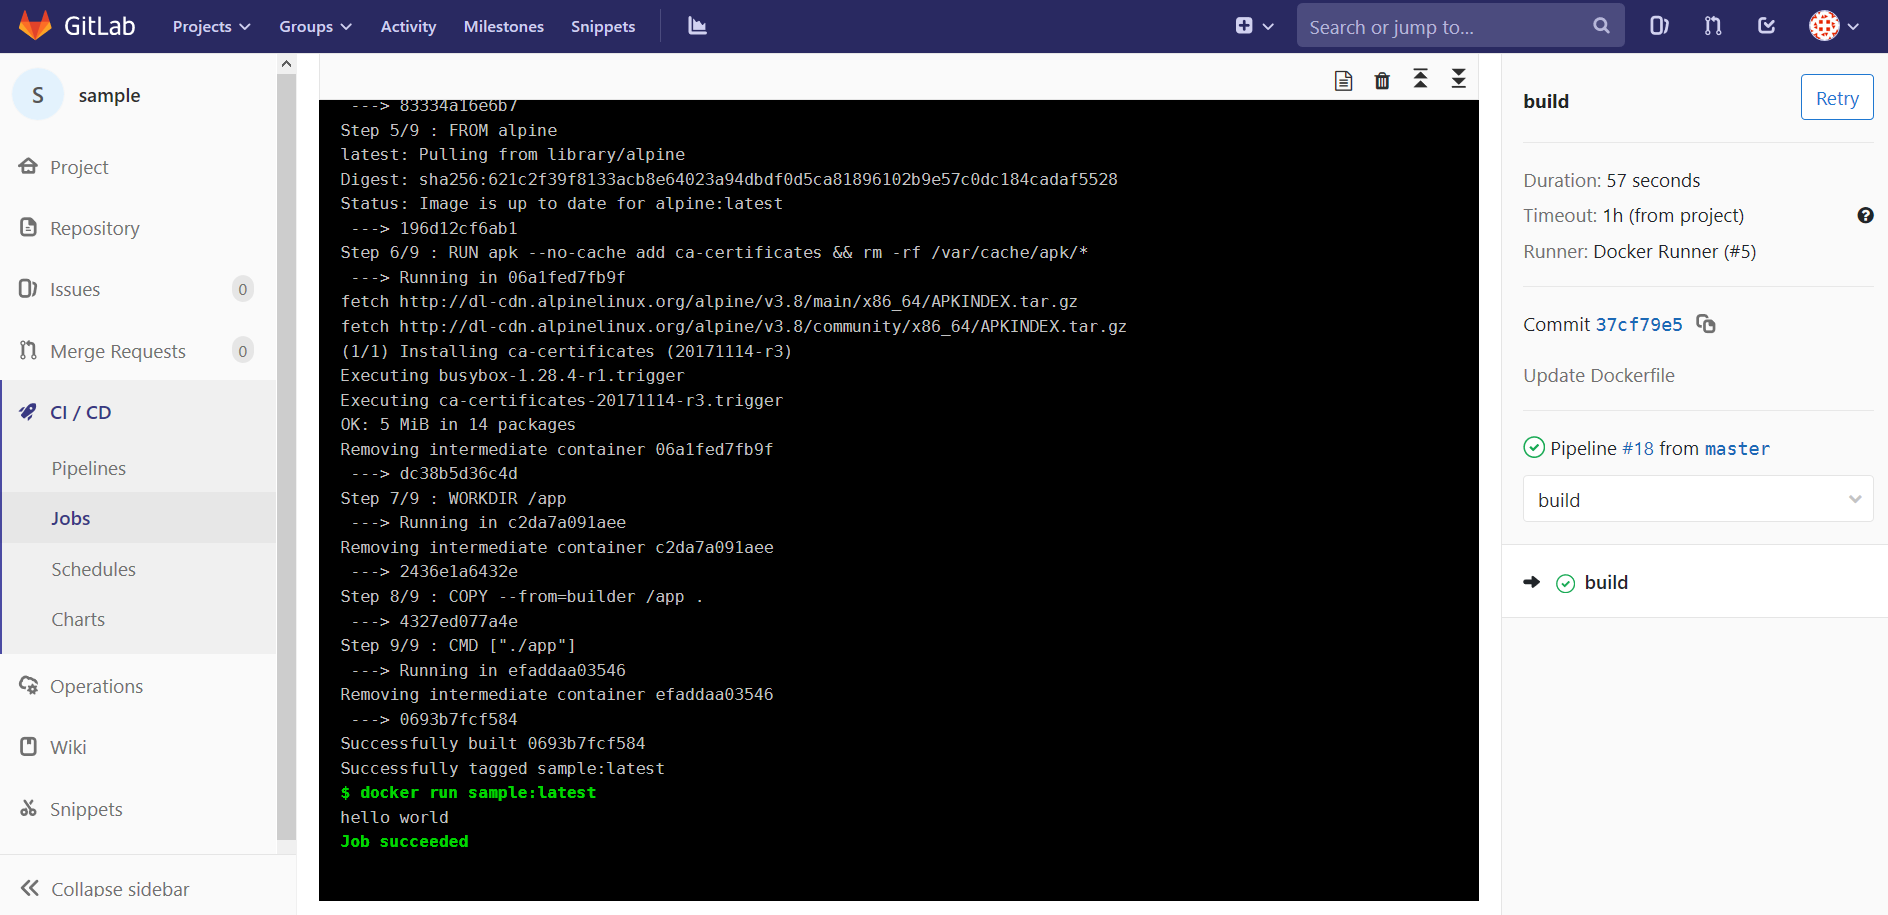 GitLab Projects Groups Activity Milestones Snippets Search or jump to...
S sample
Project
Repository
Issues 0
Merge Requests 0
CI / CD
Pipelines
Jobs
Schedules
Charts
Operations
Wiki
Snippets
Collapse sidebar
---> 83334a16e6b7
Step 5/9 : FROM alpine
latest: Pulling from library/alpine
Digest: sha256:621c2f39f8133acb8e64023a94dbdf0d5ca81896102b9e57c0dc184cadaf5528
Status: Image is up to date for alpine:latest
---> 196d12cf6ab1
Step 6/9 : RUN apk --no-cache add ca-certificates && rm -rf /var/cache/apk/*
---> Running in 06a1fed7fb9f
fetch http://dl-cdn.alpinelinux.org/alpine/v3.8/main/x86_64/APKINDEX.tar.gz
fetch http://dl-cdn.alpinelinux.org/alpine/v3.8/community/x86_64/APKINDEX.tar.gz
(1/1) Installing ca-certificates (20171114-r3)
Executing busybox-1.28.4-r1.trigger
Executing ca-certificates-20171114-r3.trigger
OK: 5 MiB in 14 packages
Removing intermediate container 06a1fed7fb9f
---> dc38b5d36c4d
Step 7/9 : WORKDIR /app
---> Running in c2da7a091aee
Removing intermediate container c2da7a091aee
---> 2436e1a6432e
Step 8/9 : COPY --from=builder /app .
---> 4327ed077a4e
Step 9/9 : CMD ["./app"]
---> Running in efaddaa03546
Removing intermediate container efaddaa03546
---> 0693b7fcf584
Successfully built 0693b7fcf584
Successfully tagged sample:latest
$ docker run sample:latest
hello world
Job succeeded
build Retry
Duration: 57 seconds
Timeout: 1h (from project)
Runner: Docker Runner (#5)
Commit 37cf79e5
Update Dockerfile
Pipeline #18 from master
build
build